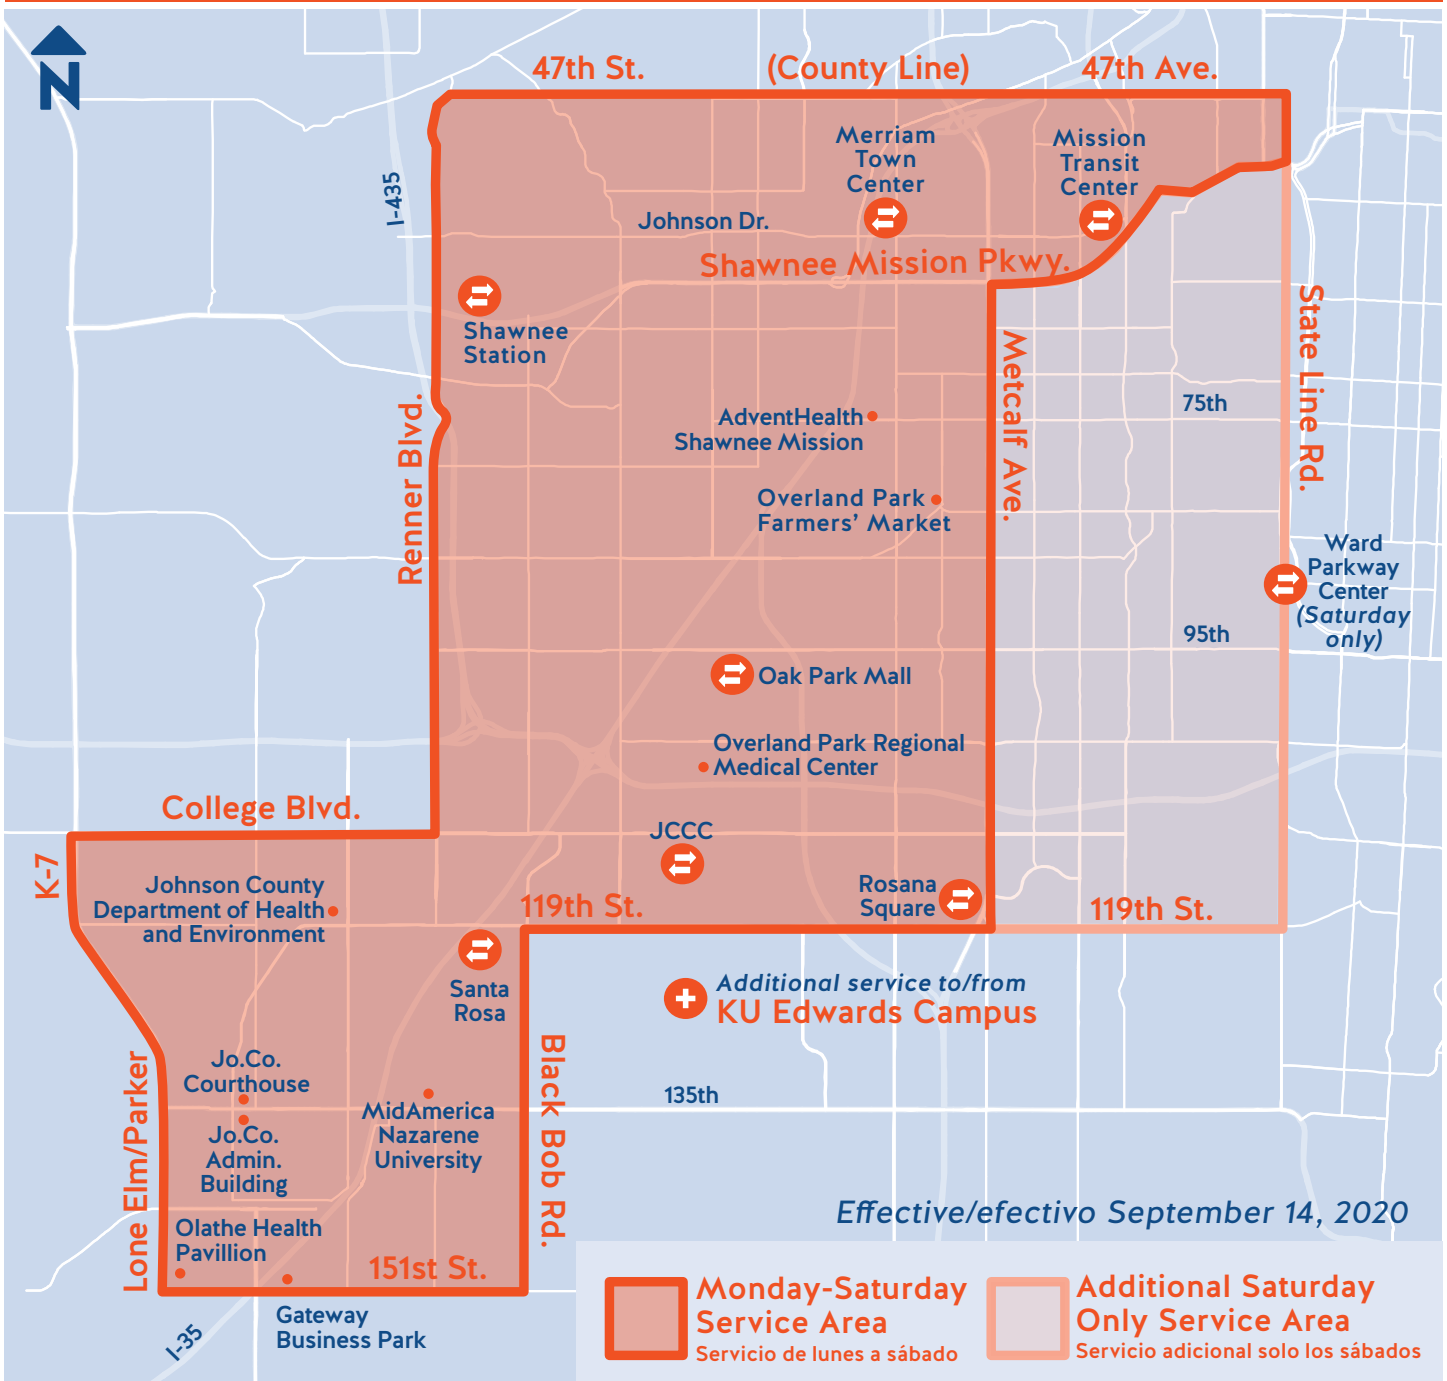 47th St.
(County Line)
47th Ave.
N
Merriam
Town
Center
Mission
Transit
Center
I-435
Johnson Dr.
Shawnee Mission Pkwy.
Shawnee
Station
State Line Rd.
Metcalf Ave.
Renner Blvd.
75th
AdventHealth
Shawnee Mission
Overland Park
Farmers’ Market
Ward
Parkway
Center
(Saturday
only)
95th
Oak Park Mall
Overland Park Regional
Medical Center
College Blvd.
JCCC
K-7
Johnson County
Department of Health
and Environment
Rosana
Square
119th St.
119th St.
Santa
Rosa
Additional service to/from
KU Edwards Campus
Black Bob Rd.
Lone Elm/Parker
Jo.Co.
Courthouse
135th
MidAmerica
Nazarene
University
Jo.Co.
Admin.
Building
Olathe Health
Pavillion
151st St.
Gateway
Business Park
I-35
Effective/efectivo September 14, 2020
Monday-Saturday
Service Area
Servicio de lunes a sábado
Additional Saturday
Only Service Area
Servicio adicional solo los sábados